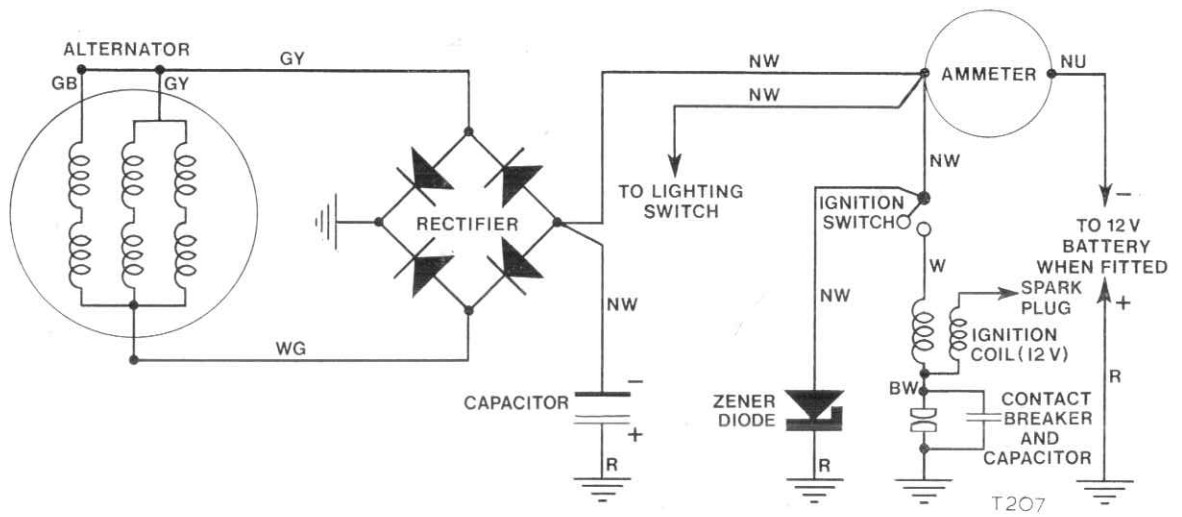 ALTERNATOR
GB
GY
GY
WG
RECTIFIER
NW
NW
AMMETER
NU
TO LIGHTING
SWITCH
NW
IGNITION
SWITCH
W
NW
NW
CAPACITOR
-
+
R
ZENER
DIODE
R
SPARK
PLUG
IGNITION
COIL (12 V)
BW
CONTACT
BREAKER
AND
CAPACITOR
-
TO 12 V
BATTERY
WHEN FITTED
+
R
T207